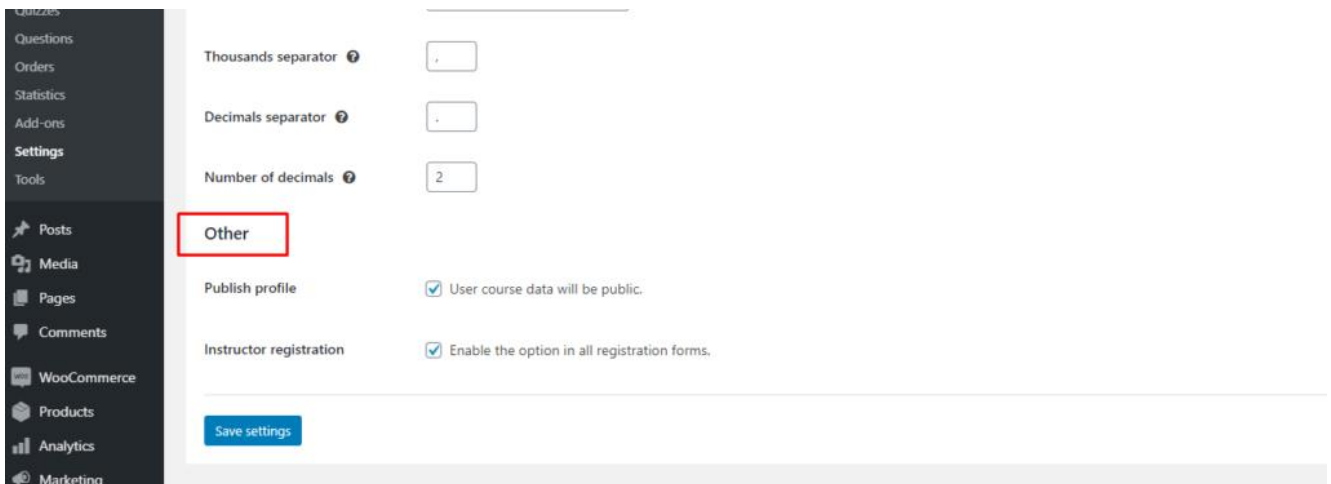 Quizzes
Questions
Orders
Statistics
Add-ons
Settings
Tools
Posts
Media
Pages
Comments
WooCommerce
Products
Analytics
Marketing
Thousands separator ?
,
Decimals separator ?
.
Number of decimals ?
2
Other
Publish profile
User course data will be public.
Instructor registration
Enable the option in all registration forms.
Save settings